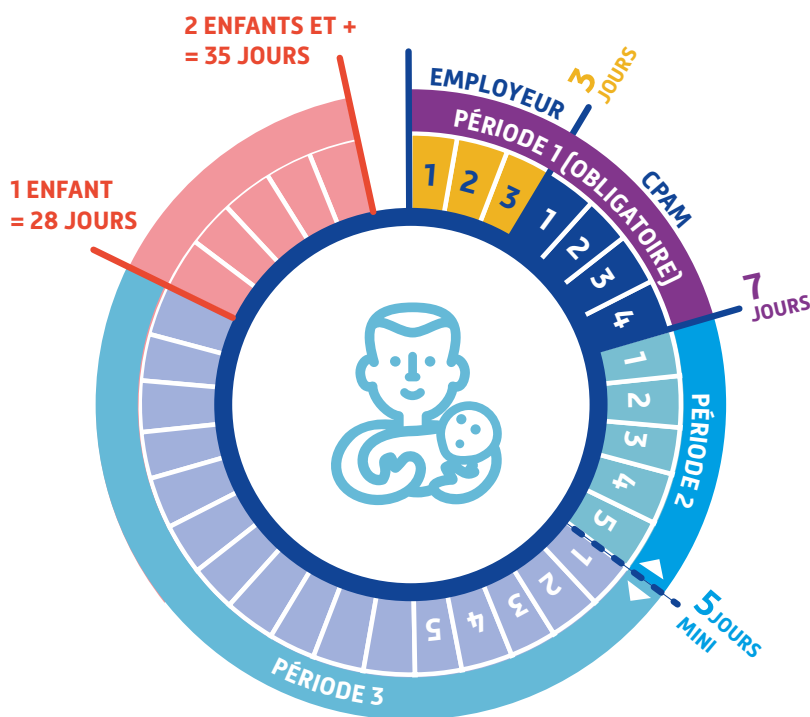 2 ENFANTS ET +
= 35 JOURS
1 ENFANT
= 28 JOURS
EMPLOYEUR
3
JOURS
PÉRIODE 1 (OBLIGATOIRE)
CPAM
1
2
3
1
2
3
4
7
JOURS
1
2
3
4
5
PÉRIODE 2
5 JOURS
MINI
1
2
3
4
5
PÉRIODE 3